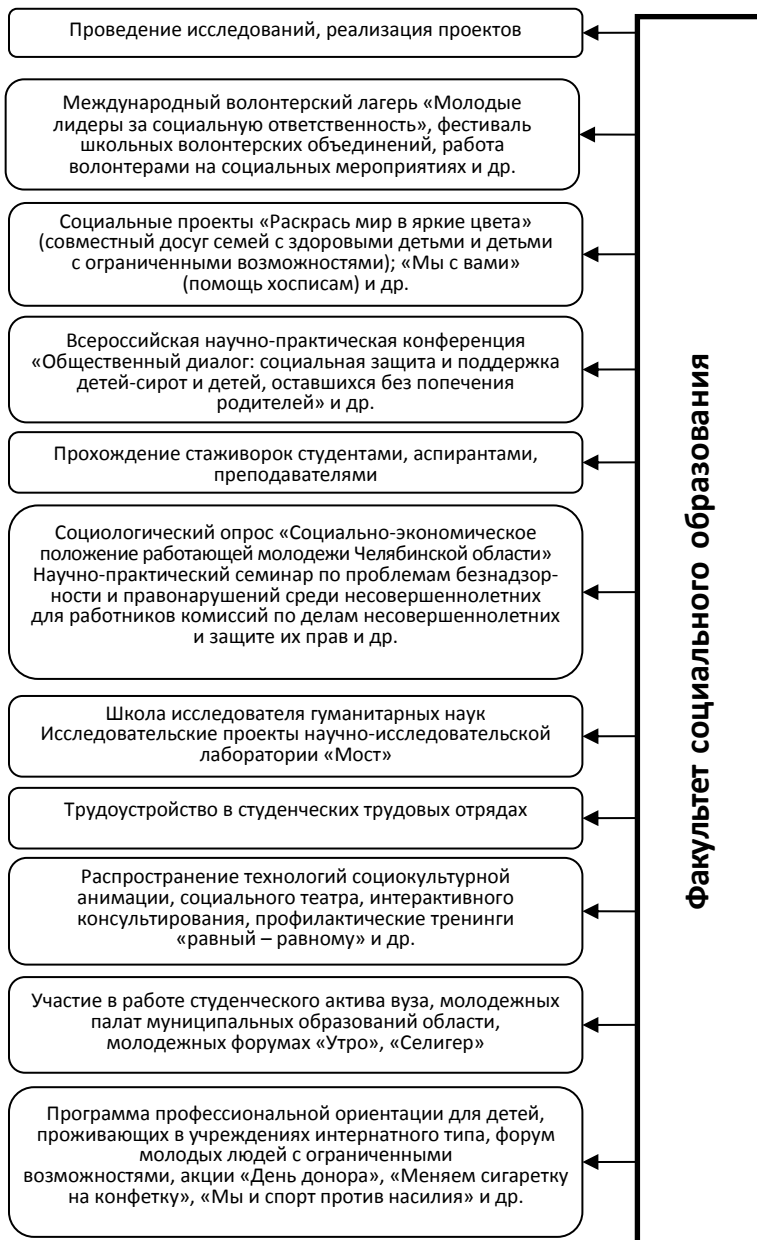 Проведение исследований, реализация проектов
Международный волонтерский лагерь «Молодые
лидеры за социальную ответственность», фестиваль
школьных волонтерских объединений, работа
волонтерами на социальных мероприятиях и др.
Социальные проекты «Раскрась мир в яркие цвета»
(совместный досуг семей с здоровыми детьми и детьми
с ограниченными возможностями); «Мы с вами»
(помощь хосписам) и др.
Всероссийская научно-практическая конференция
«Общественный диалог: социальная защита и поддержка
детей-сирот и детей, оставшихся без попечения
родителей» и др.
Прохождение стаживорок студентами, аспирантами,
преподавателями
Социологический опрос «Социально-экономическое
положение работающей молодежи Челябинской области»
Научно-практический семинар по проблемам безнадзор-
ности и правонарушений среди несовершеннолетних
для работников комиссий по делам несовершеннолетних
и защите их прав и др.
Школа исследователя гуманитарных наук
Исследовательские проекты научно-исследовательской
лаборатории «Мост»
Трудоустройство в студенческих трудовых отрядах
Распространение технологий социокультурной
анимации, социального театра, интерактивного
консультирования, профилактические тренинги
«равный – равному» и др.
Участие в работе студенческого актива вуза, молодежных
палат муниципальных образований области,
молодежных форумах «Утро», «Селигер»
Программа профессиональной ориентации для детей,
проживающих в учреждениях интернатного типа, форум
молодых людей с ограниченными
возможностями, акции «День донора», «Меняем сигаретку
на конфетку», «Мы и спорт против насилия» и др.
Факультет социального образования